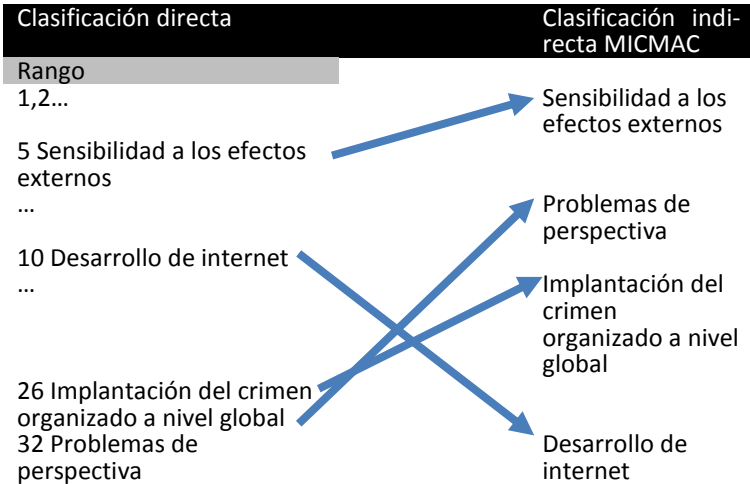 Clasificación directa
Clasificación indi-
recta MICMAC
Rango
1,2...
5 Sensibilidad a los efectos
externos
...
10 Desarrollo de internet
...
26 Implantación del crimen
organizado a nivel global
32 Problemas de
perspectiva
Sensibilidad a los
efectos externos
Problemas de
perspectiva
Implantación del
crimen
organizado a nivel
global
Desarrollo de
internet